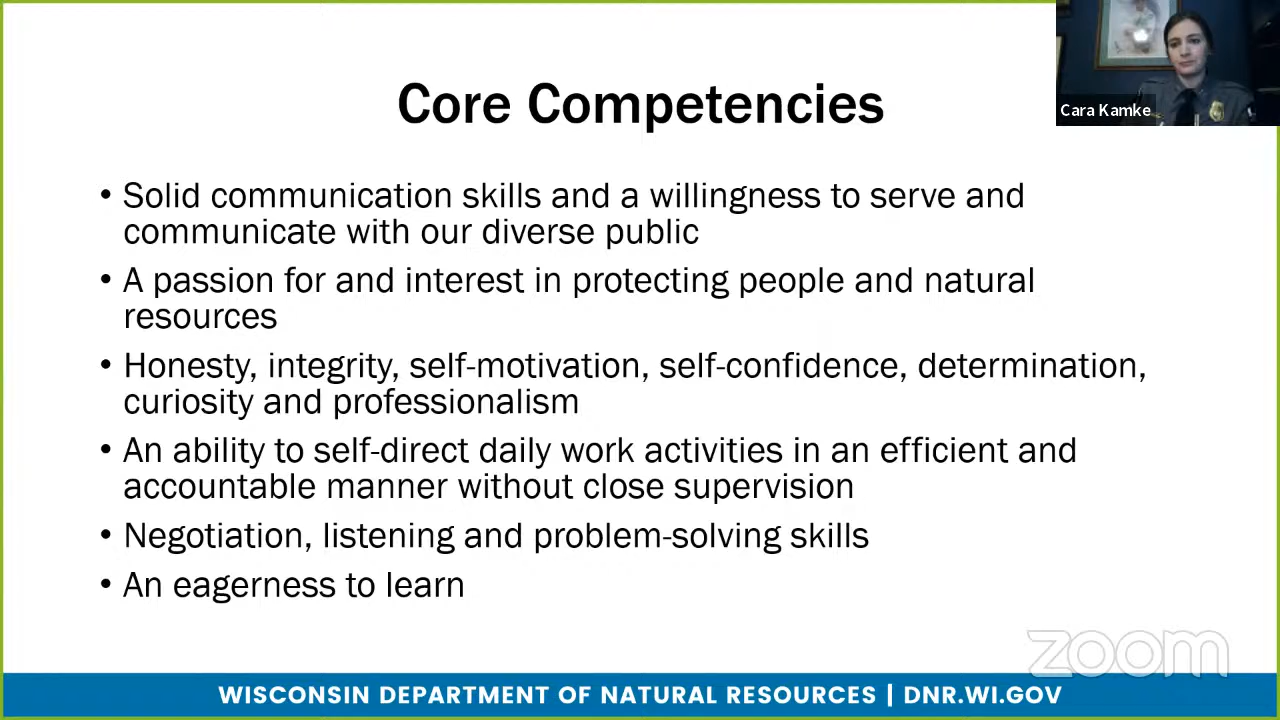 Core Competencies
Cara Kamke
• Solid communication skills and a willingness to serve and
communicate with our diverse public
• A passion for and interest in protecting people and natural
resources
• Honesty, integrity, self-motivation, self-confidence, determination,
curiosity and professionalism
• An ability to self-direct daily work activities in an efficient and
accountable manner without close supervision
• Negotiation, listening and problem-solving skills
• An eagerness to learn
zoom
WISCONSIN DEPARTMENT OF NATURAL RESOURCES | DNR.WI.GOV